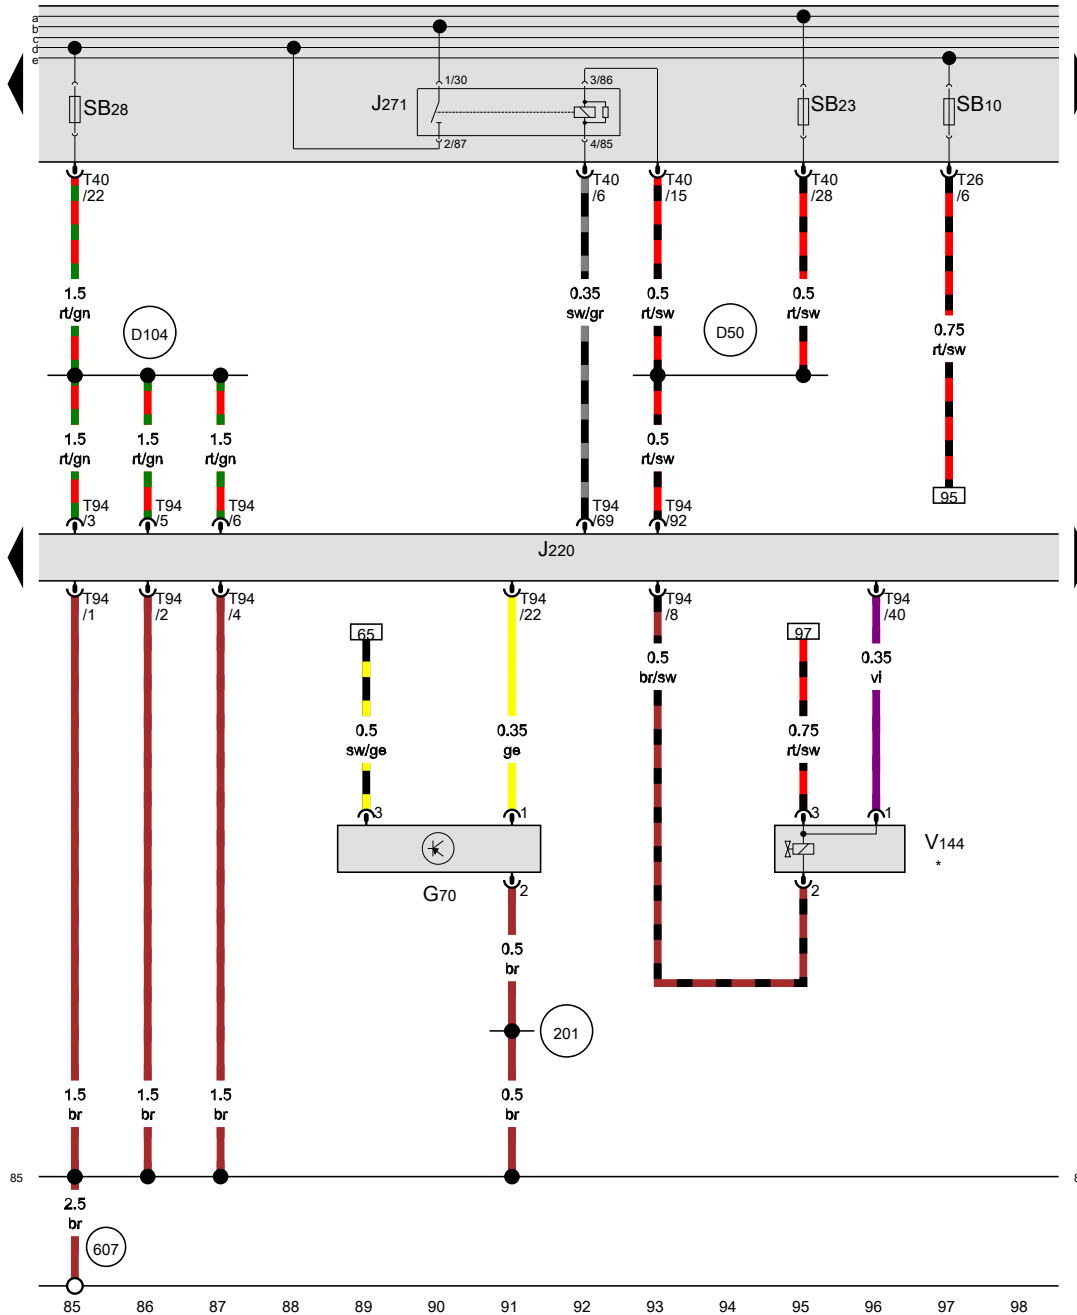 a
b
c
d
e
1/30
3/86
SB28
J271
SB23
SB10
2/87
4/85
T40
/22
T40
/6
T40
/15
T40
/28
T26
/6
1.5
rt/gn
0.35
sw/gr
0.5
rt/sw
0.5
rt/sw
D104
D50
0.75
rt/sw
1.5
rt/gn
1.5
rt/gn
1.5
rt/gn
0.5
rt/sw
95
T94
/3
T94
/5
T94
/6
T94
/69
T94
/92
J220
T94
/1
T94
/2
T94
/4
T94
/22
T94
/8
T94
/40
65
97
0.5
br/sw
0.35
vi
0.5
sw/ge
0.35
ge
0.75
rt/sw
3
1
3
1
V144
*
G70
2
2
0.5
br
201
1.5
br
1.5
br
1.5
br
0.5
br
85
2.5
br
607
85 86 87 88 89 90 91 92 93 94 95 96 97 98